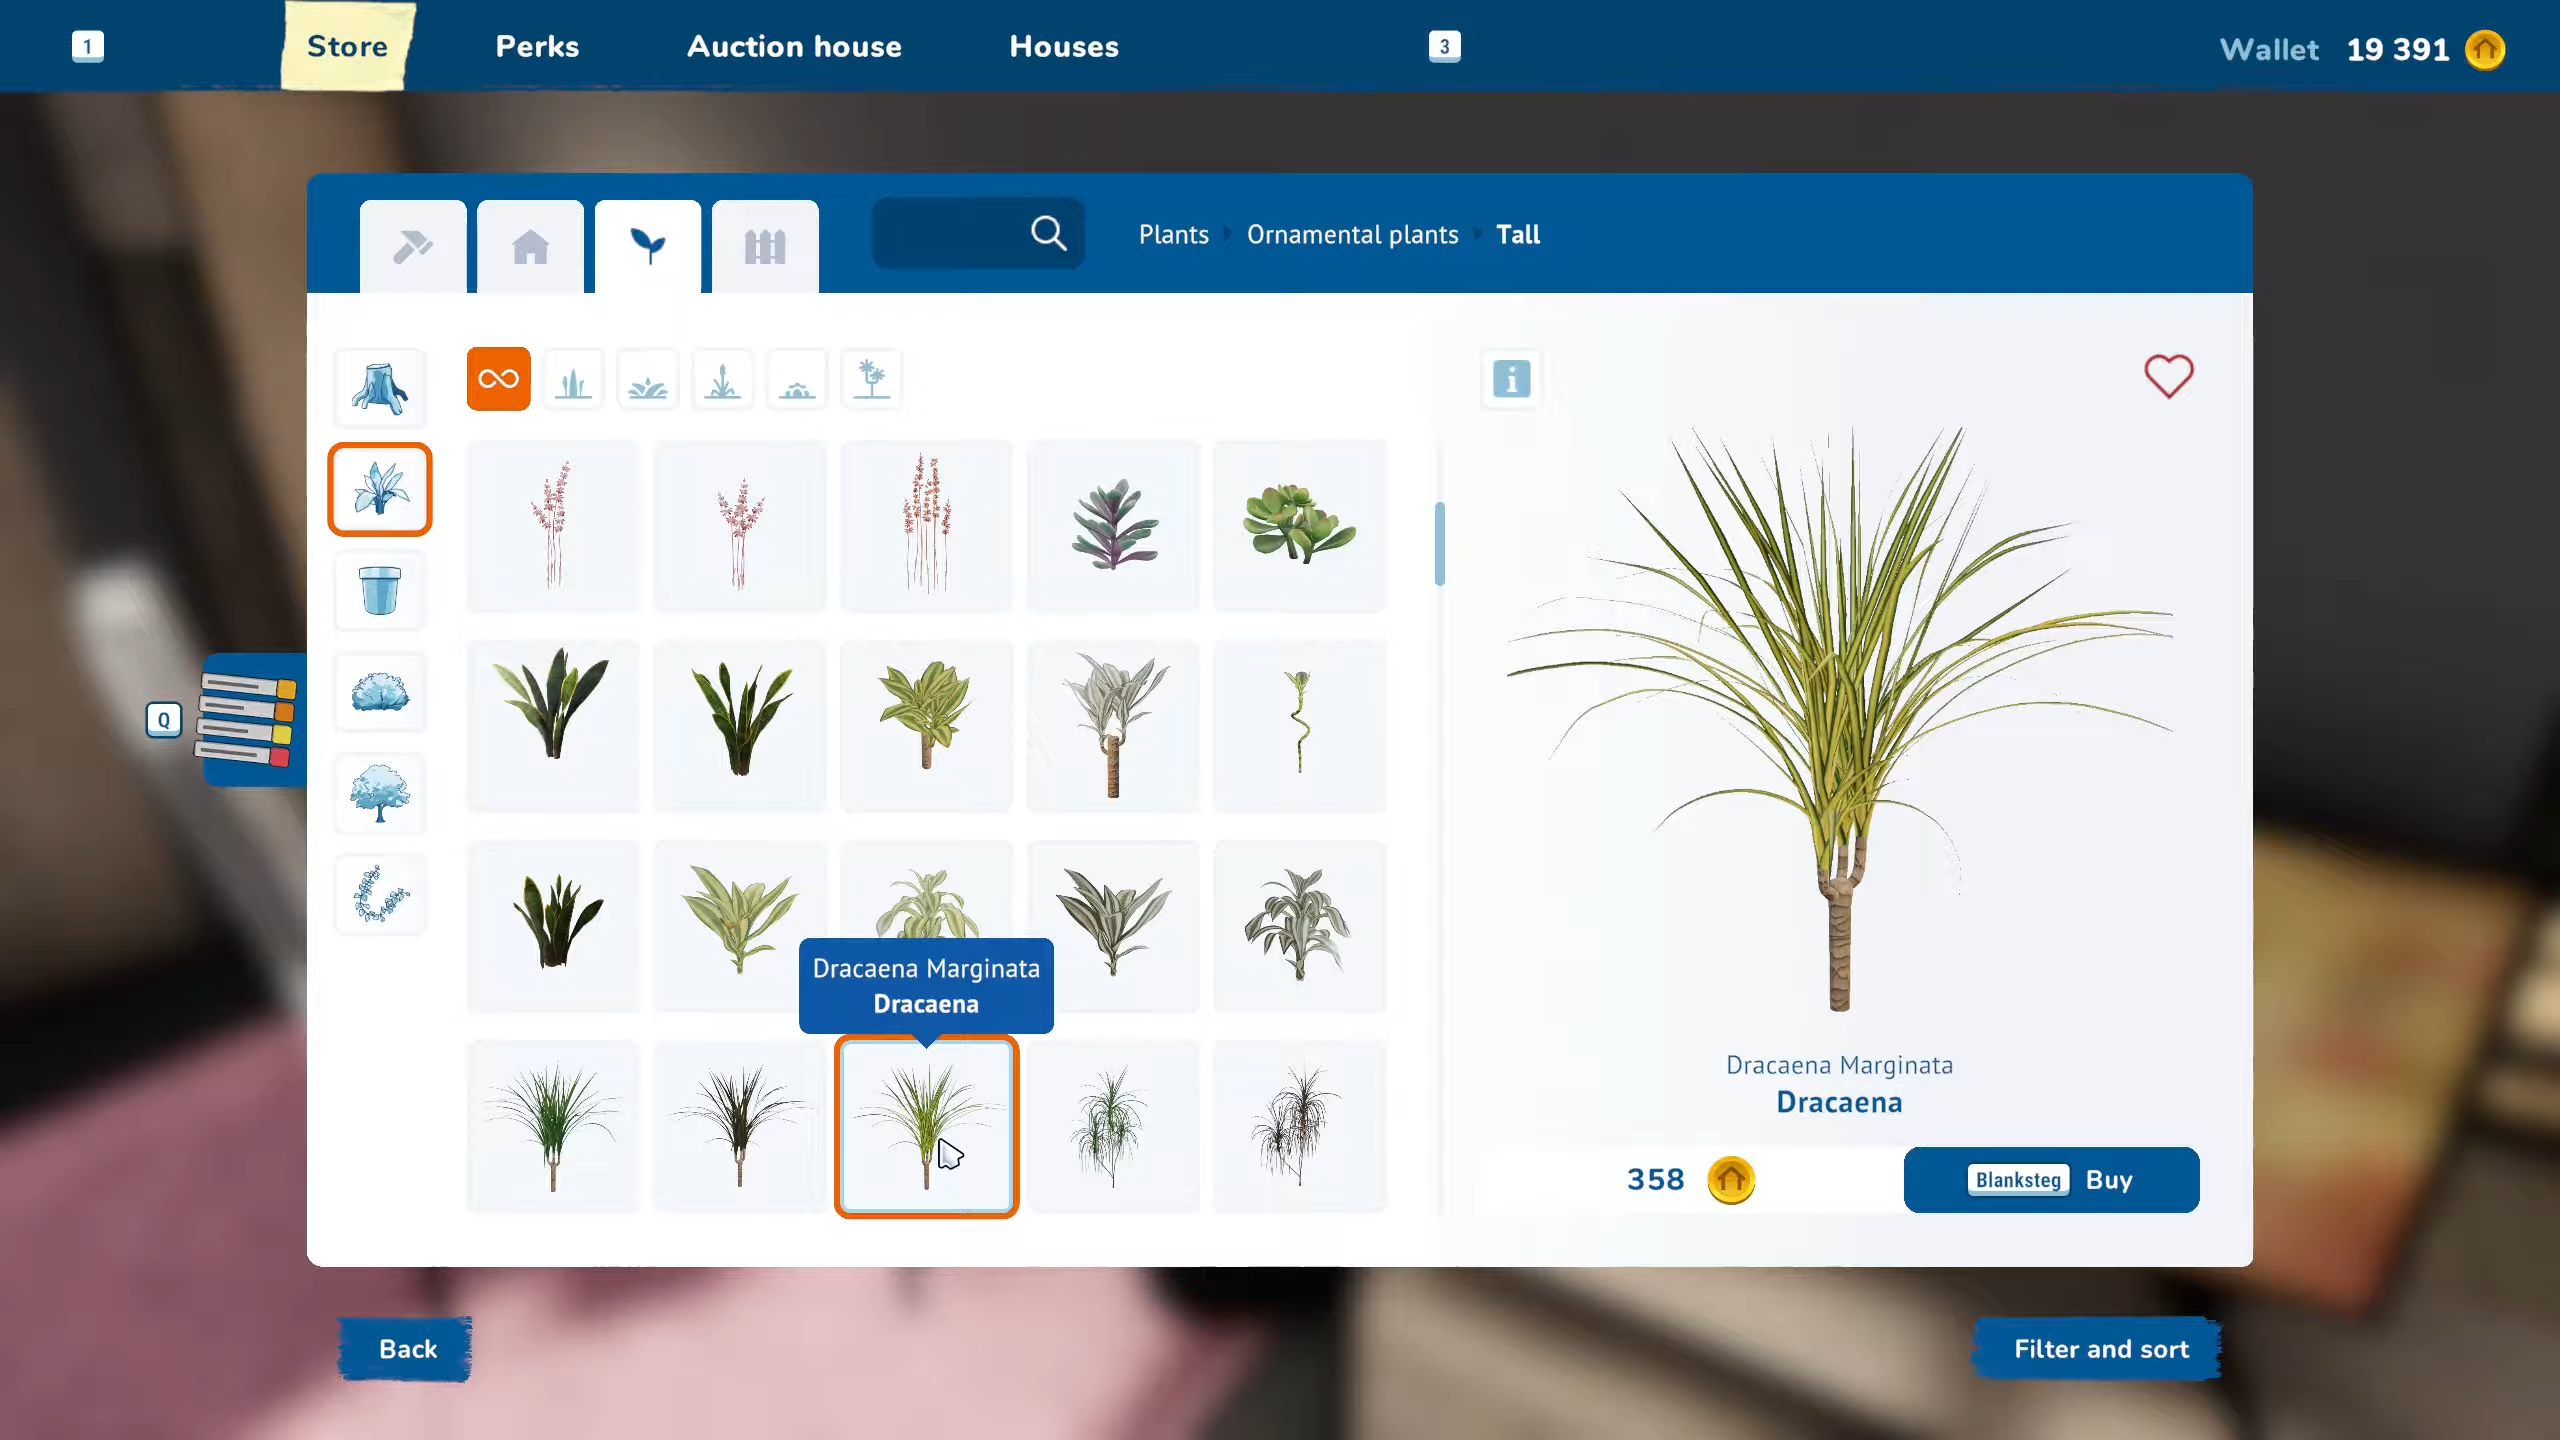 1
Store
Perks
Auction house
Houses
3
Wallet 19 391
Plants
Ornamental plants
Tall
i
Q
Dracaena Marginata
Dracaena
Dracaena Marginata
Dracaena
358
Blanksteg Buy
Back
Filter and sort